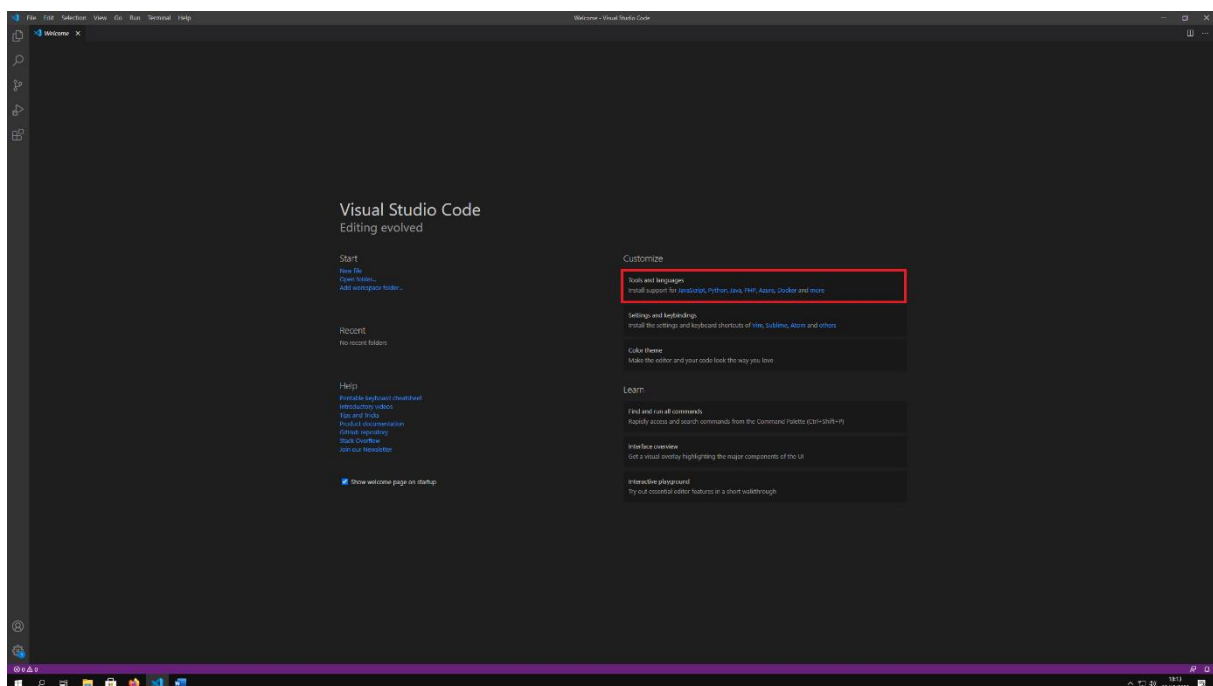 File Edit Selection View Go Run Terminal Help
Welcome - Visual Studio Code
Welcome
Visual Studio Code
Editing evolved
Start
New file
Open folder...
Add workspace folder...
Recent
No recent folders
Help
Printable keyboard cheatsheet
Introductory videos
Tips and Tricks
Product documentation
GitHub repository
Stack Overflow
Join our Newsletter
Show welcome page on startup
Customize
Tools and languages
Install support for JavaScript, Python, Java, PHP, Azure, Docker and more
Settings and keybindings
Install the settings and keyboard shortcuts of Vim, Sublime, Atom and others
Color theme
Make the editor and your code look the way you love
Learn
Find and run all commands
Rapidly access and search commands from the Command Palette (Ctrl+Shift+P)
Interface overview
Get a visual overlay highlighting the major components of the UI
Interactive playground
Try out essential editor features in a short walkthrough
0 0
18:13